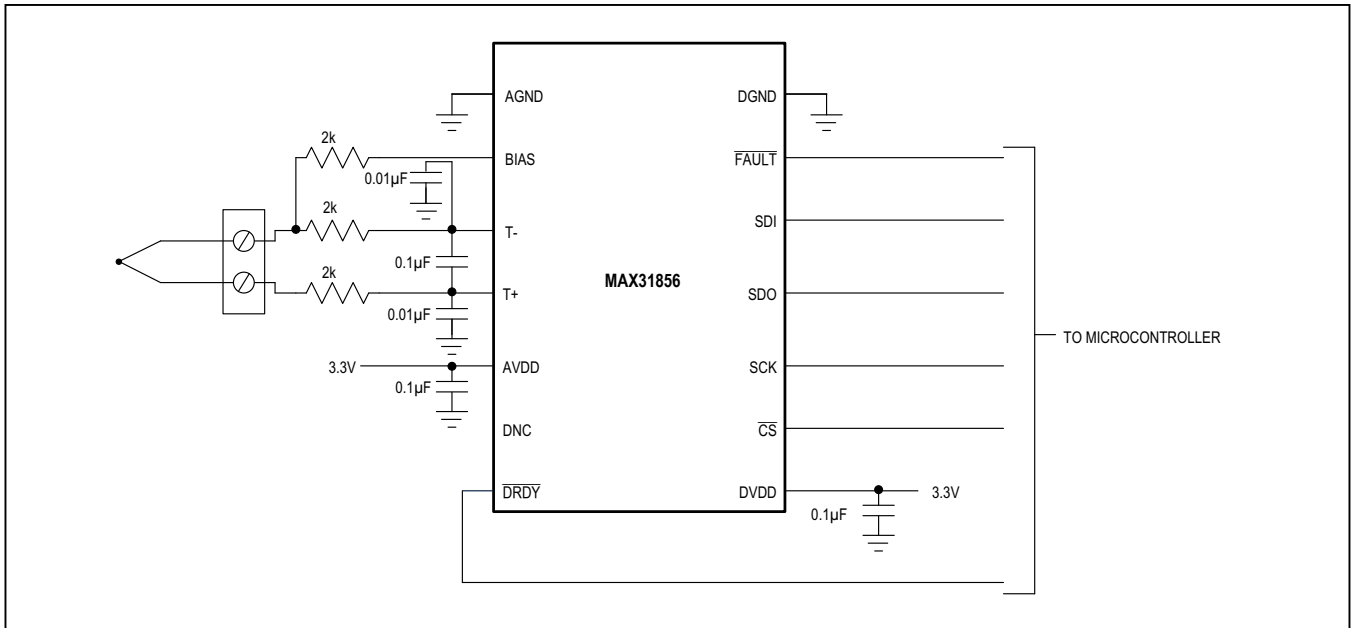 AGND
DGND
2k
BIAS
FAULT
0.01µF
2k
SDI
T-
0.1µF
MAX31856
2k
T+
SDO
0.01µF
TO MICROCONTROLLER
3.3V
AVDD
SCK
0.1µF
DNC
CS
DRDY
DVDD
3.3V
0.1µF